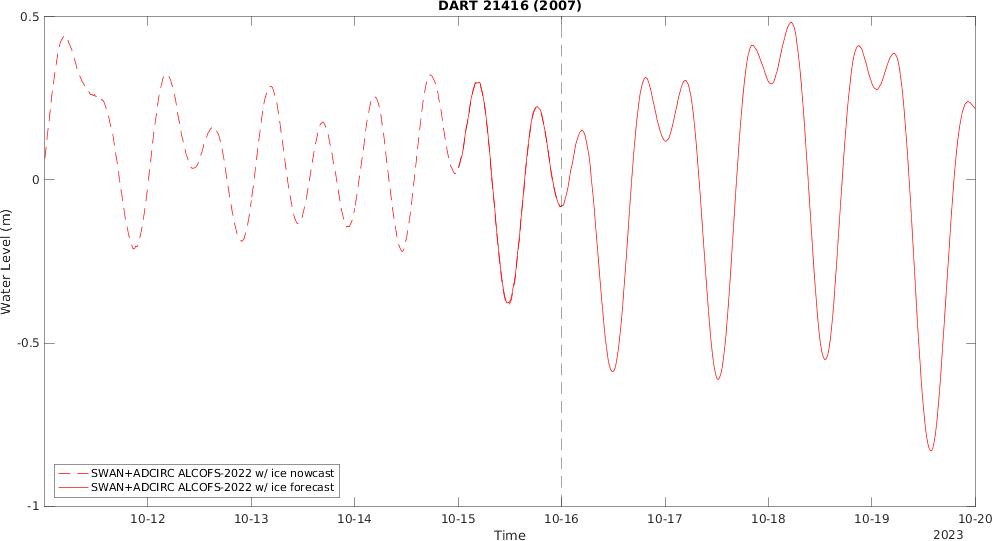 DART 21416 (2007)
0.5
0
-0.5
-1
Water Level (m)
SWAN+ADCIRC ALCOFS-2022 w/ ice nowcast
SWAN+ADCIRC ALCOFS-2022 w/ ice forecast
10-12 10-13 10-14 10-15 10-16 10-17 10-18 10-19 10-20
Time
2023